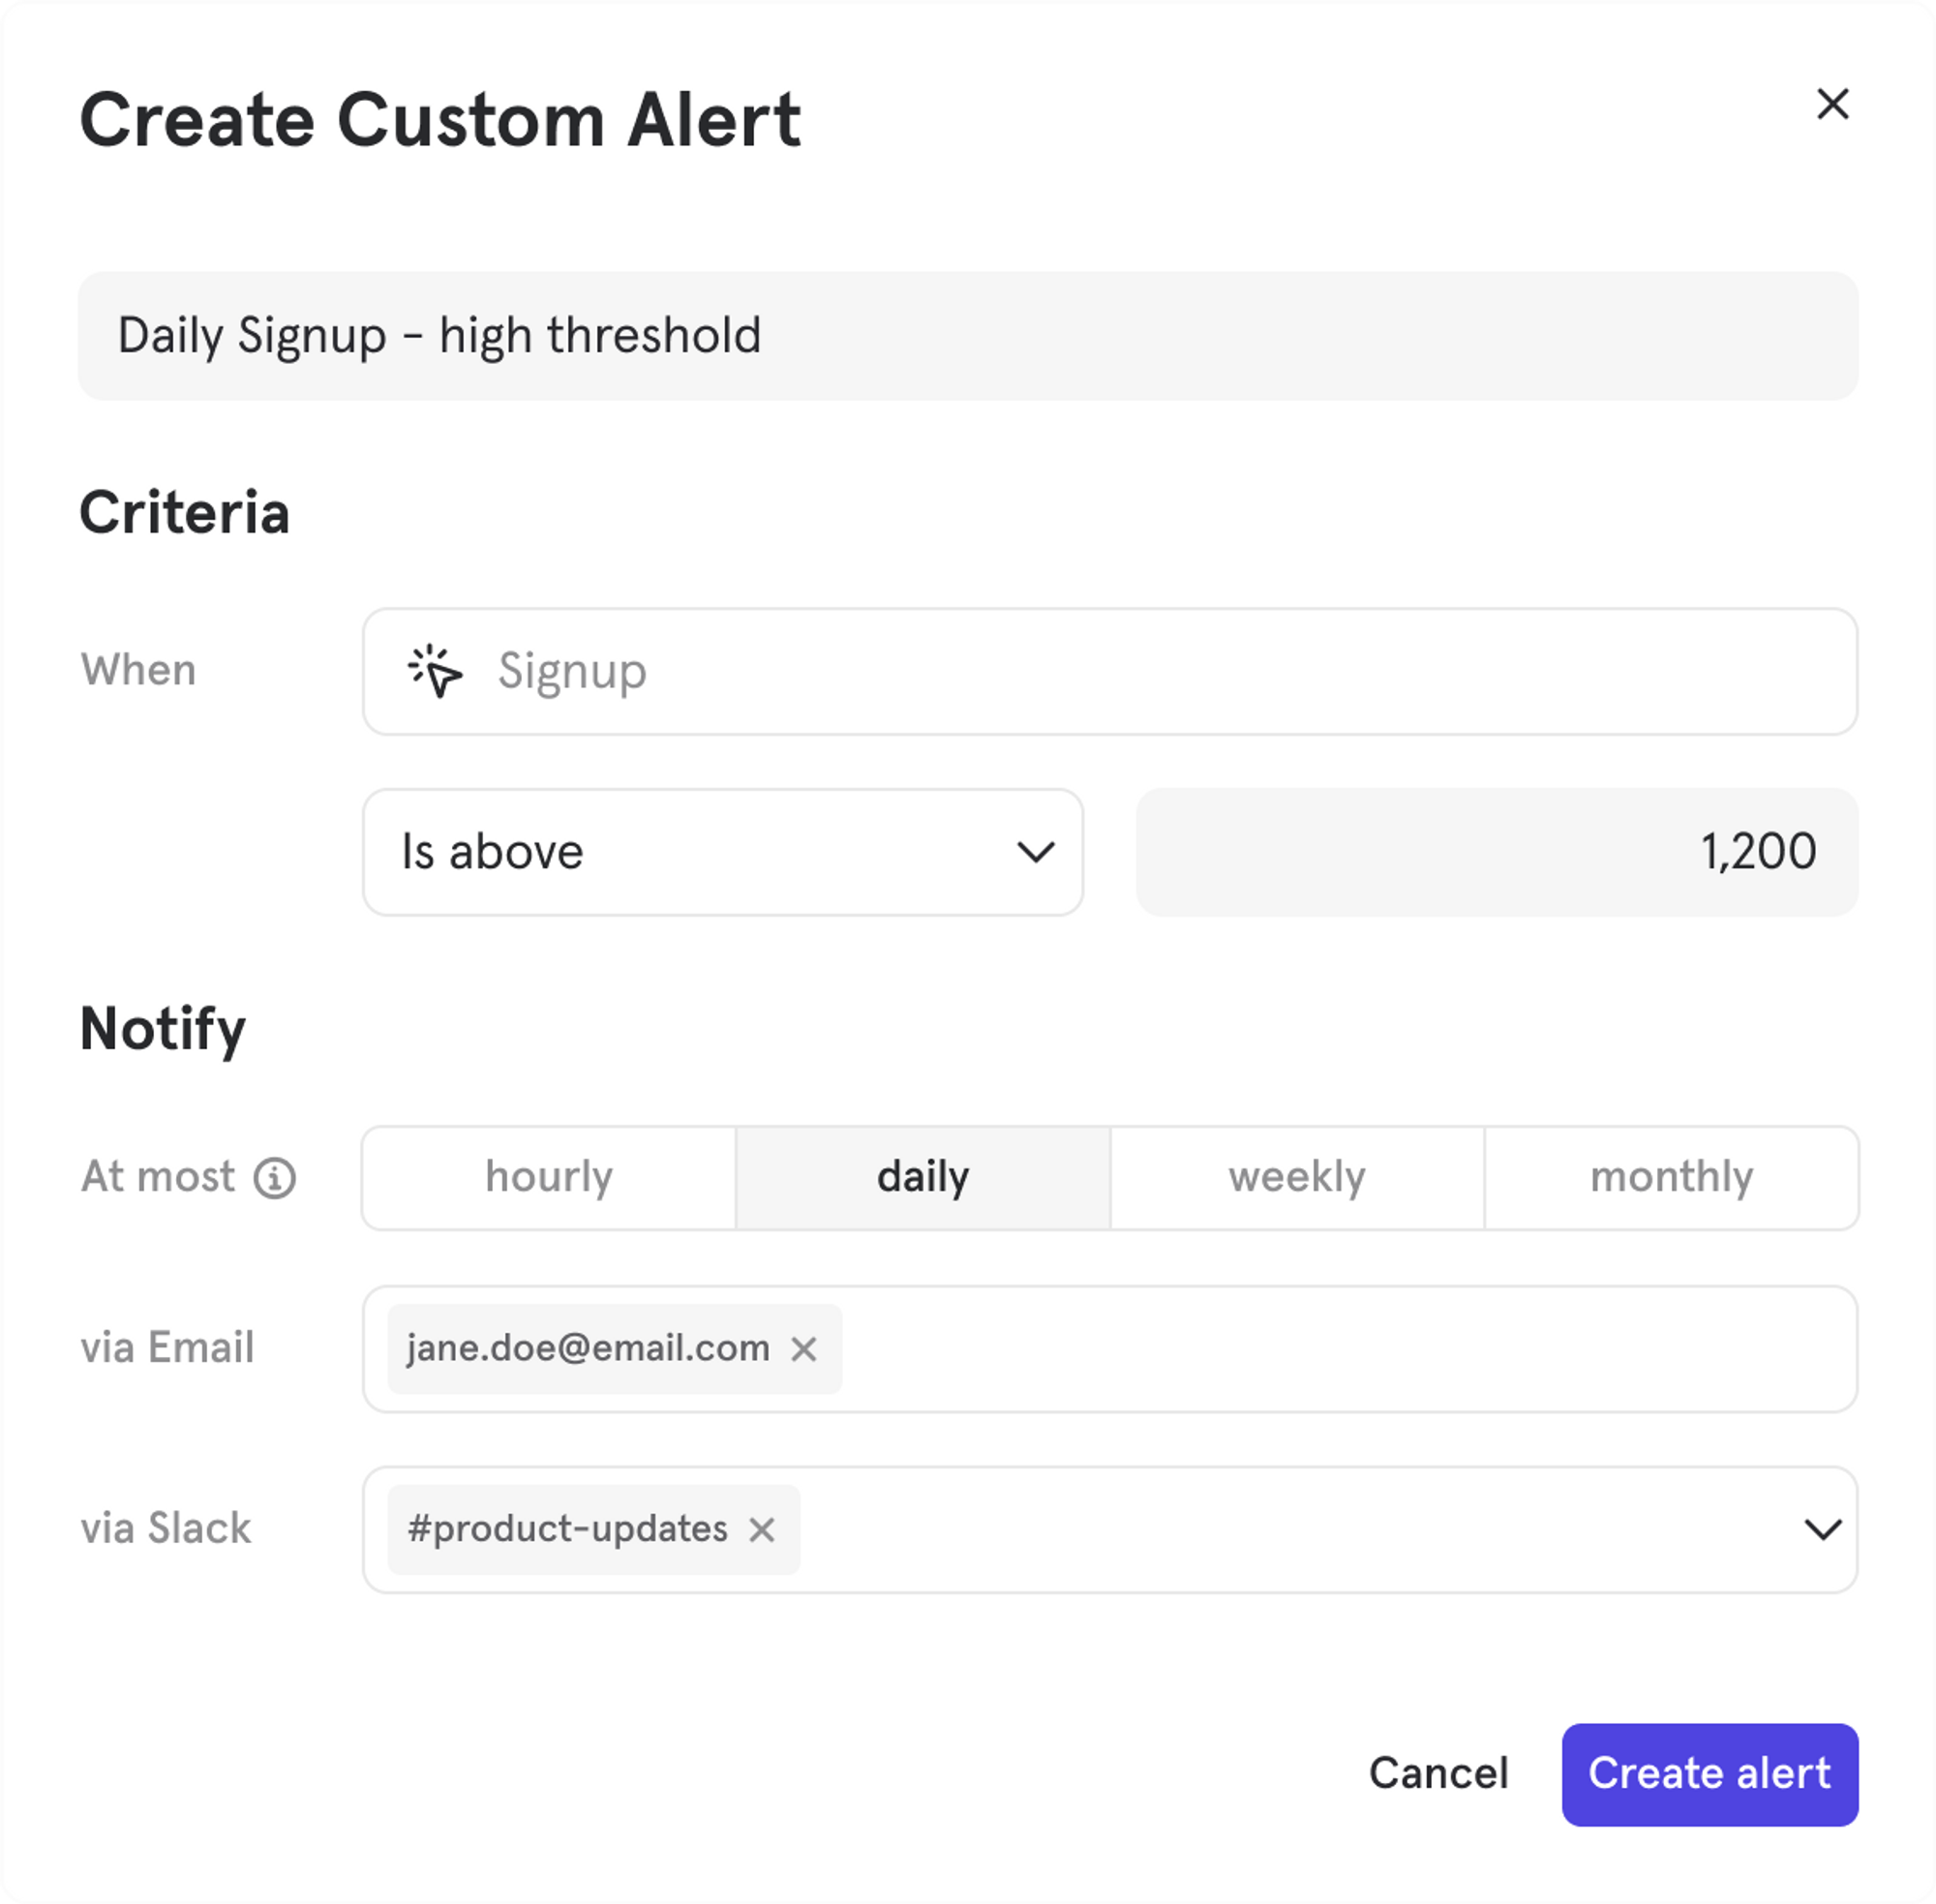 Create Custom Alert
Daily Signup – high threshold
Criteria
When
Signup
Is above
1,200
Notify
At most
hourly
daily
weekly
monthly
via Email
jane.doe@email.com
via Slack
#product-updates
Cancel
Create alert